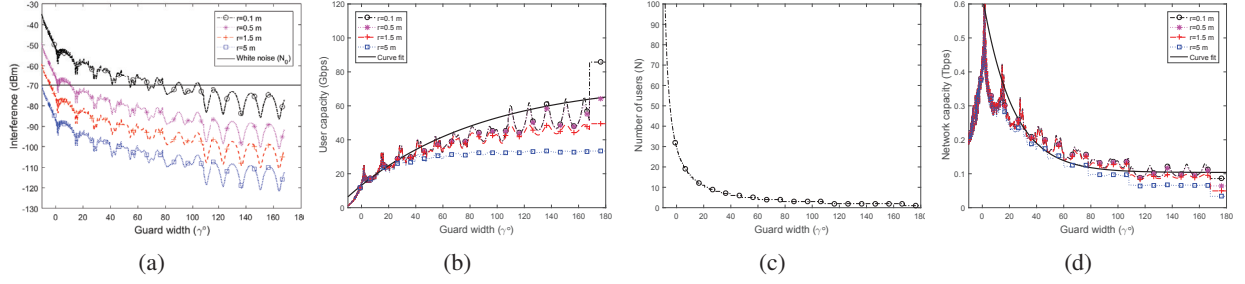 -30
-40
-50
-60
-70
-80
-90
-100
-110
-120
-130
Interference (dBm)
r=0.1 m
r=0.5 m
r=1.5 m
r=5 m
White noise (N₀)
0 20 40 60 80 100 120 140 160 180
Guard width (γ°)
(a)
120
100
80
60
40
20
0
User capacity (Gbps)
r=0.1 m
r=0.5 m
r=1.5 m
r=5 m
Curve fit
0 20 40 60 80 100 120 140 160 180
Guard width (γ°)
(b)
100
90
80
70
60
50
40
30
20
10
0
Number of users (N)
0 20 40 60 80 100 120 140 160 180
Guard width (γ°)
(c)
0.6
0.5
0.4
0.3
0.2
0.1
0
Network capacity (Tbps)
r=0.1 m
r=0.5 m
r=1.5 m
r=5 m
Curve fit
0 20 40 60 80 100 120 140 160 180
Guard width (γ°)
(d)